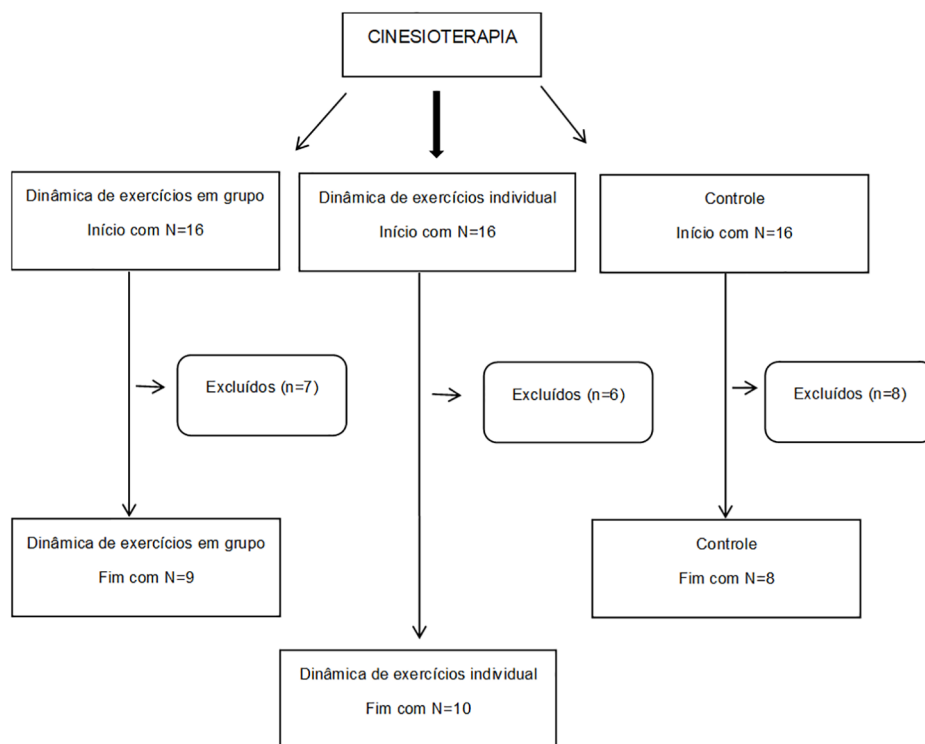 CINESIOTERAPIA
Dinâmica de exercícios em grupo
Início com N=16
Dinâmica de exercícios individual
Início com N=16
Controle
Início com N=16
Excluídos (n=7)
Excluídos (n=6)
Excluídos (n=8)
Dinâmica de exercícios em grupo
Fim com N=9
Controle
Fim com N=8
Dinâmica de exercícios individual
Fim com N=10